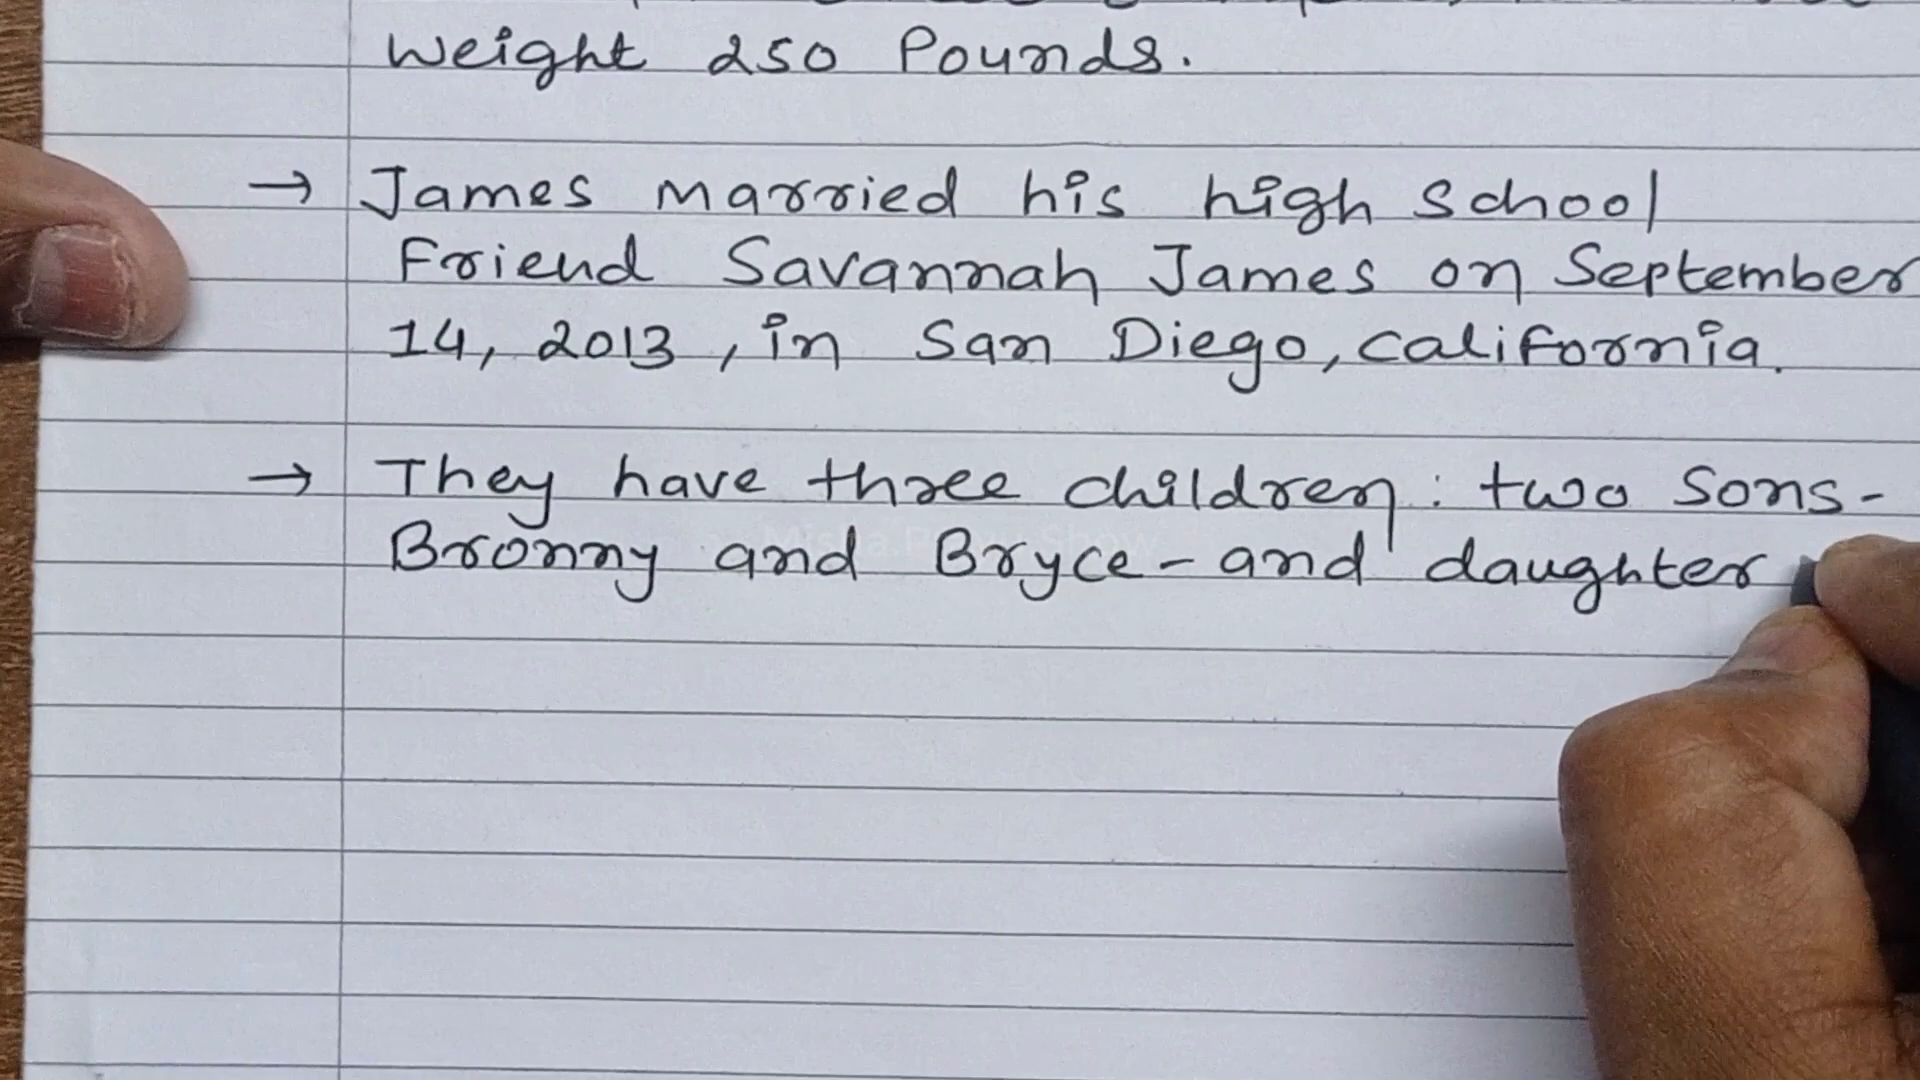 Weight 250 Pounds.
→ James married his high school
Friend Savannah James on September
14, 2013, in San Diego, California.
→ They have three children: two sons-
Bronny and Bryce - and daughter